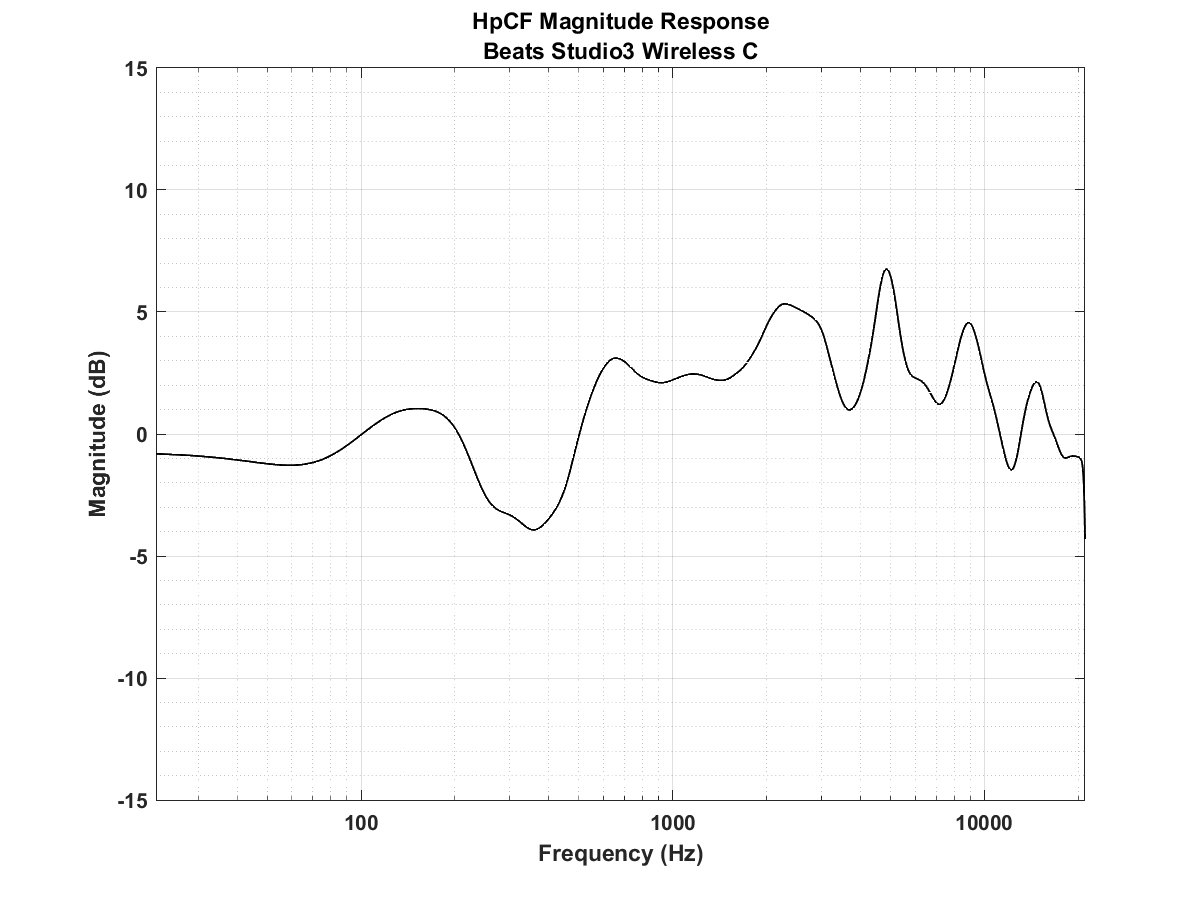 HpCF Magnitude Response
Beats Studio3 Wireless C
15
10
5
0
-5
-10
-15
Magnitude (dB)
100
1000
10000
Frequency (Hz)